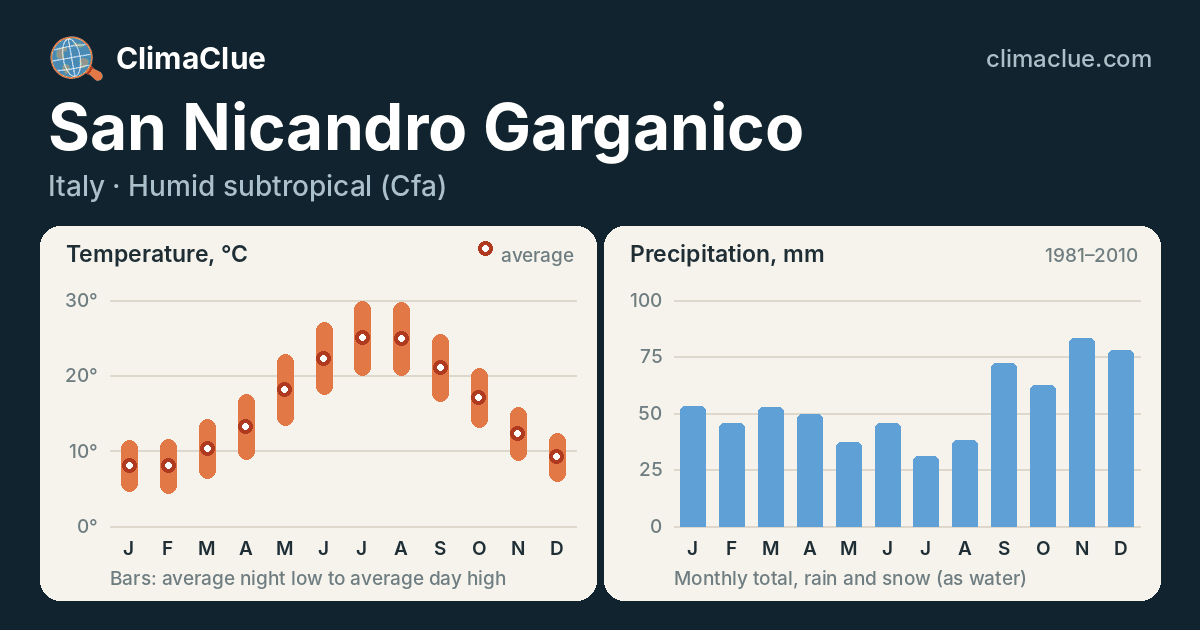 ClimaClue
climaclue.com
San Nicandro Garganico
Italy · Humid subtropical (Cfa)
Temperature, °C
average
30°
20°
10°
0°
J F M A M J J A S O N D
Bars: average night low to average day high
Precipitation, mm
1981–2010
100
75
50
25
0
J F M A M J J A S O N D
Monthly total, rain and snow (as water)